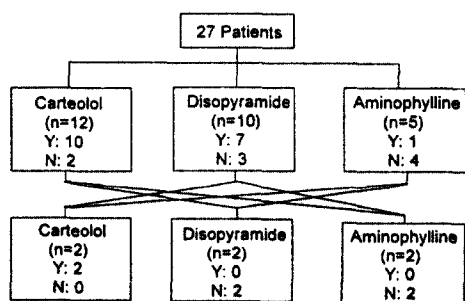 27 Patients
Carteolol
(n=12)
Y: 10
N: 2
Disopyramide
(n=10)
Y: 7
N: 3
Aminophylline
(n=5)
Y: 1
N: 4
Carteolol
(n=2)
Y: 2
N: 0
Disopyramide
(n=2)
Y: 0
N: 2
Aminophylline
(n=2)
Y: 0
N: 2